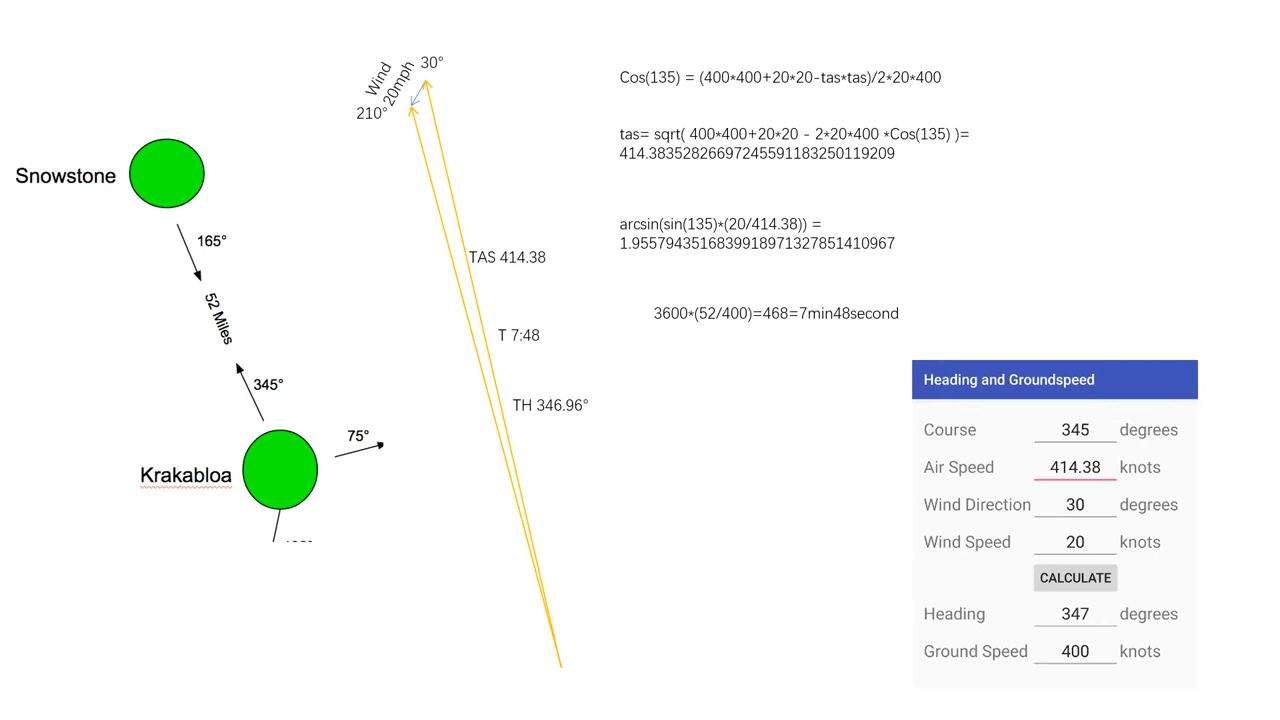 Snowstone
165°
52 Miles
345°
75°
Krakabloa
Wind
20mph
30°
210°
TAS 414.38
T 7:48
TH 346.96°
Cos(135) = (400*400+20*20-tas*tas)/2*20*400
tas= sqrt( 400*400+20*20 - 2*20*400 *Cos(135) )=
414.38352826697245591183250119209
arcsin(sin(135)*(20/414.38)) =
1.9557943516839918971327851410967
3600*(52/400)=468=7min48second
Heading and Groundspeed
Course 345 degrees
Air Speed 414.38 knots
Wind Direction 30 degrees
Wind Speed 20 knots
CALCULATE
Heading 347 degrees
Ground Speed 400 knots